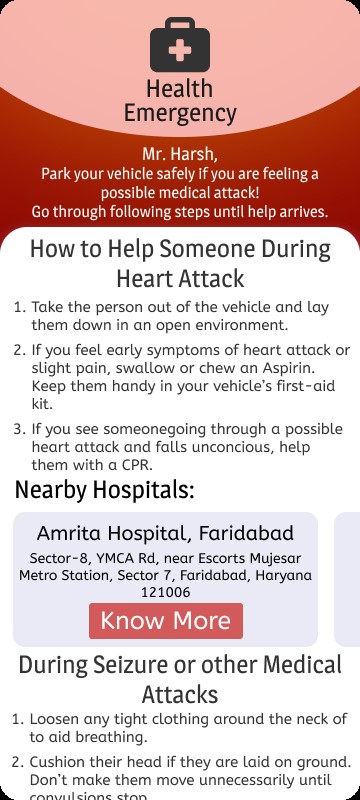 Health
Emergency
Mr. Harsh,
Park your vehicle safely if you are feeling a
possible medical attack!
Go through following steps until help arrives.
How to Help Someone During
Heart Attack
1. Take the person out of the vehicle and lay
them down in an open environment.
2. If you feel early symptoms of heart attack or
slight pain, swallow or chew an Aspirin.
Keep them handy in your vehicle's first-aid
kit.
3. If you see someonegoing through a possible
heart attack and falls unconcious, help
them with a CPR.
Nearby Hospitals:
Amrita Hospital, Faridabad
Sector-8, YMCA Rd, near Escorts Mujesar
Metro Station, Sector 7, Faridabad, Haryana
121006
Know More
During Seizure or other Medical
Attacks
1. Loosen any tight clothing around the neck of
to aid breathing.
2. Cushion their head if they are laid on ground.
Don't make them move unnecessarily until
convulsions stop